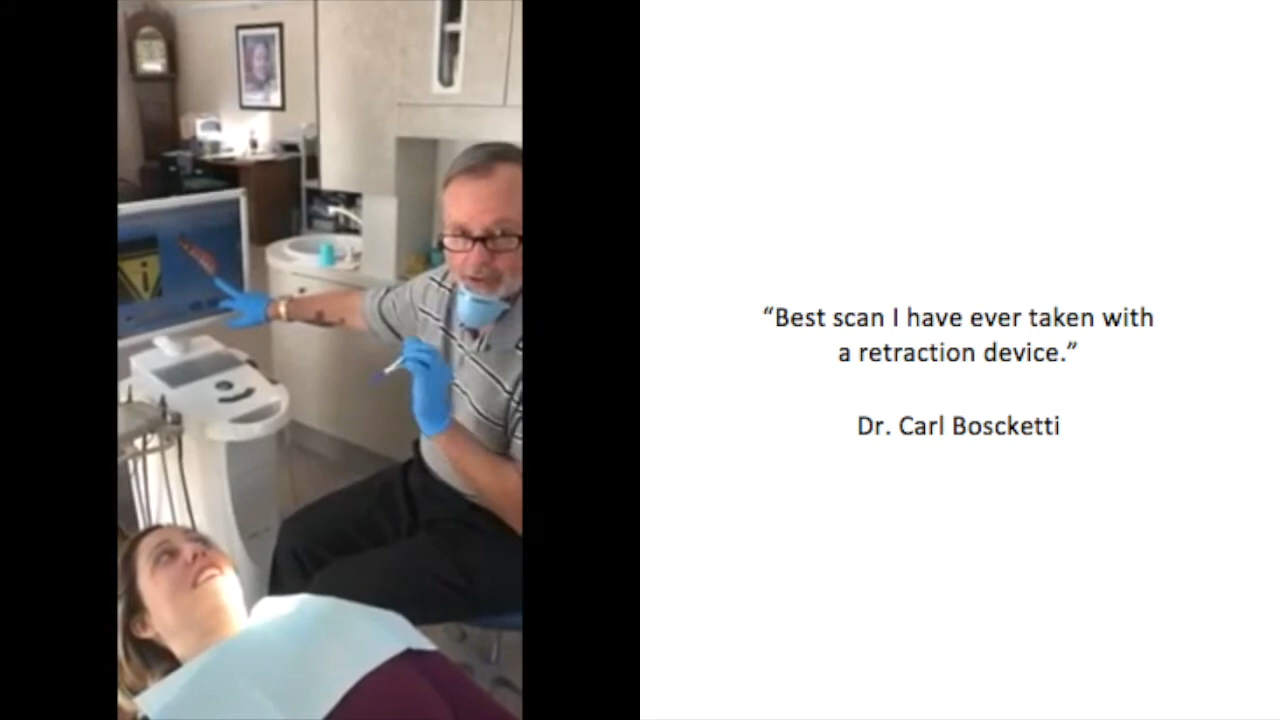 “Best scan I have ever taken with
a retraction device.”
Dr. Carl Boscketti